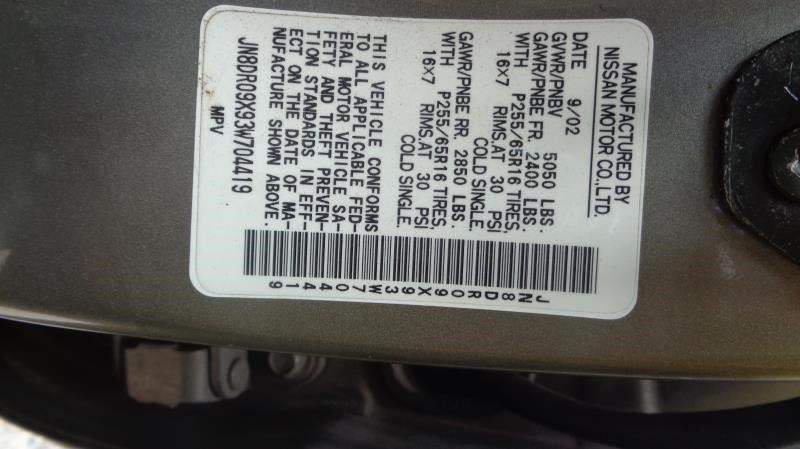 MANUFACTURED BY
NISSAN MOTOR CO.,LTD.
DATE 9/02
GVWR/PNBV 5050 LBS.
GAWR/PNBE FR. 2400 LBS.
WITH P255/65R16 TIRES,
16X7 RIMS,AT 30 PSI
COLD SINGLE.
GAWR/PNBE RR. 2850 LBS.
WITH P255/65R16 TIRES,
16X7 RIMS,AT 30 PSI
COLD SINGLE.
THIS VEHICLE CONFORMS
TO ALL APPLICABLE FED-
ERAL MOTOR VEHICLE SA-
FETY AND THEFT PREVEN-
TION STANDARDS IN EFF-
ECT ON THE DATE OF MA-
NUFACTURE SHOWN ABOVE.
JN8DR09X93W704419
MPV
JN8DR09X93W704419